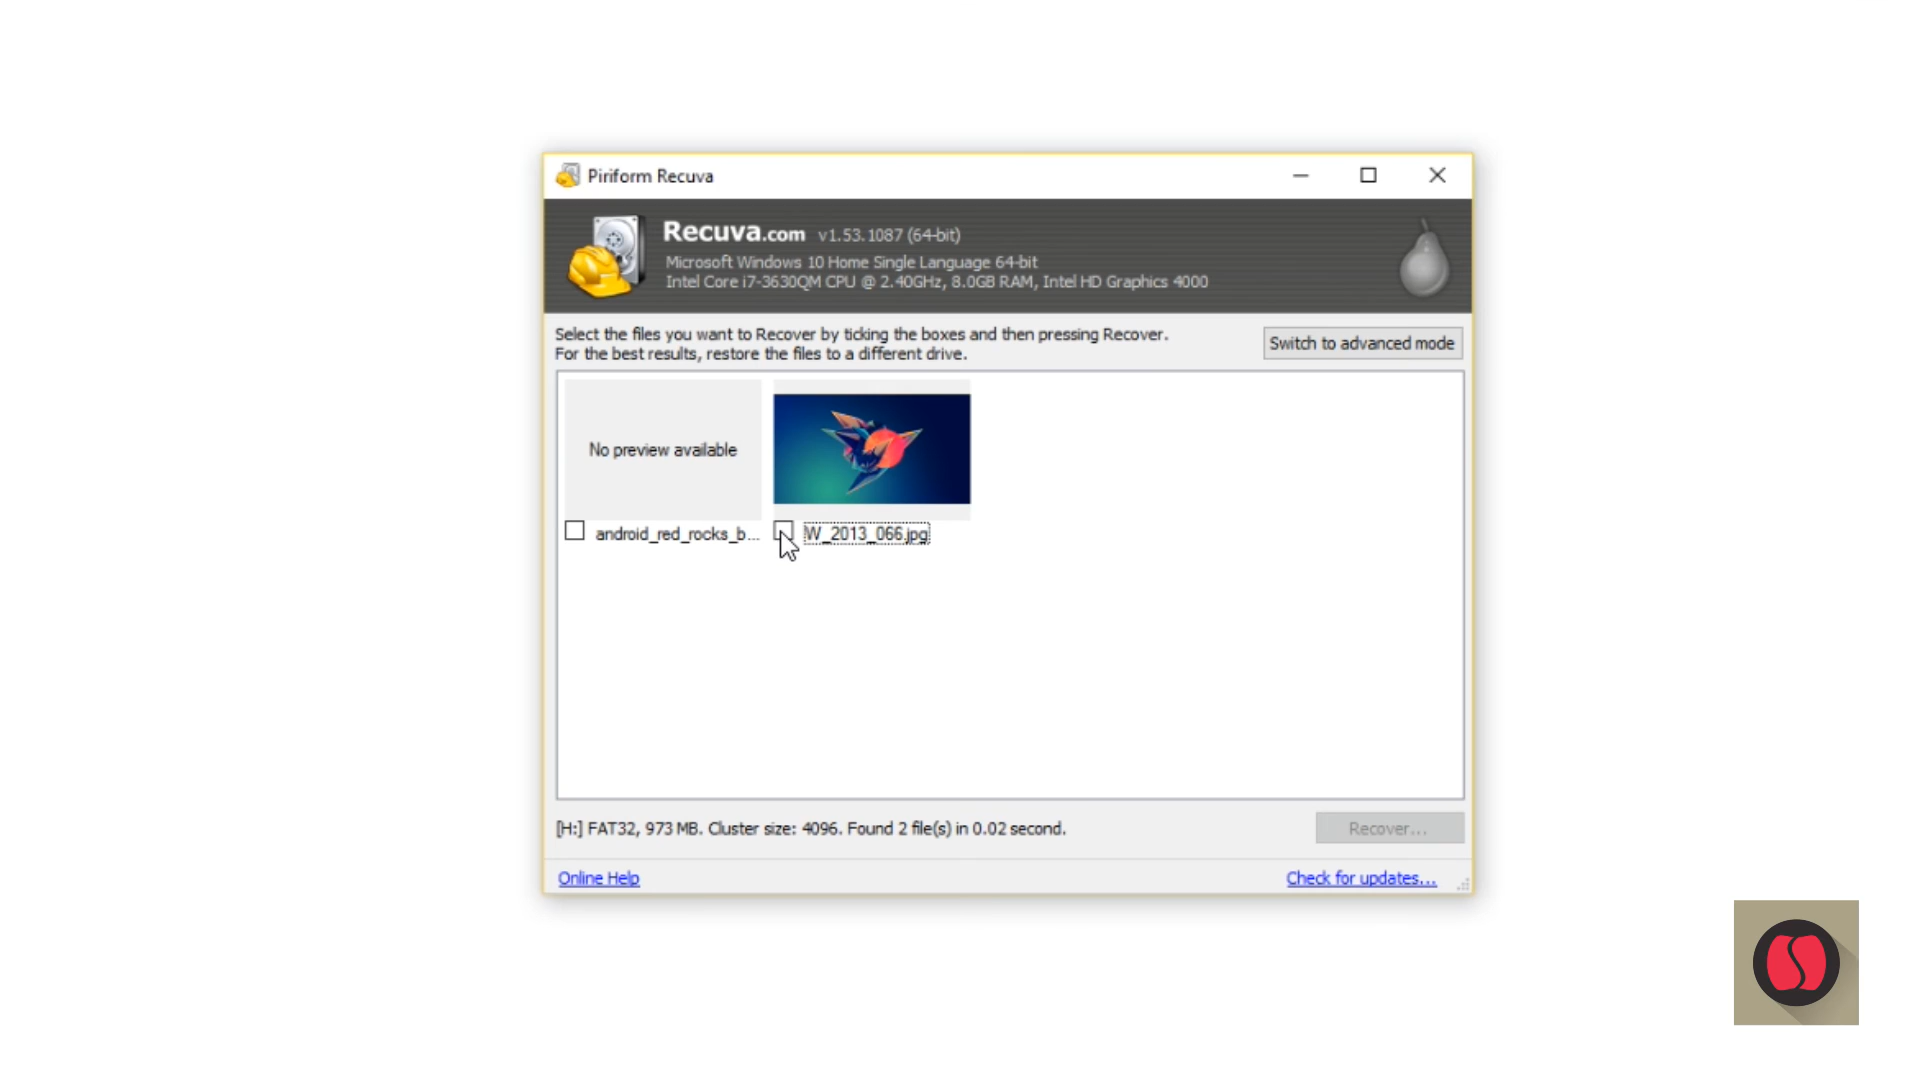 Piriform Recuva
Recuva.com v1.53.1087 (64-bit)
Microsoft Windows 10 Home Single Language 64-bit
Intel Core i7-3630QM CPU @ 2.40GHz, 8.0GB RAM, Intel HD Graphics 4000
Select the files you want to Recover by ticking the boxes and then pressing Recover.
For the best results, restore the files to a different drive.
Switch to advanced mode
No preview available
android_red_rocks_b...
W_2013_066.jpg
[H:] FAT32, 973 MB. Cluster size: 4096. Found 2 file(s) in 0.02 second.
Recover...
Online Help
Check for updates...